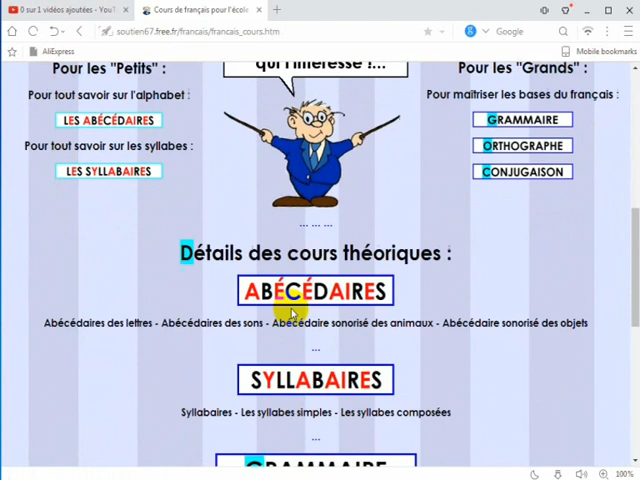 0 sur 1 vidéos ajoutées - YouT
Cours de français pour l'école
soutien67.free.fr/francais/francais_cours.htm
Google
AliExpress
Mobile bookmarks
Pour les "Petits" :
qui t'intéresse !...
Pour les "Grands" :
Pour tout savoir sur l'alphabet :
Pour maîtriser les bases du français :
LES ABÉCÉDAIRES
GRAMMAIRE
Pour tout savoir sur les syllabes :
ORTHOGRAPHE
LES SYLLABAIRES
CONJUGAISON
... ... ...
Détails des cours théoriques :
ABÉCÉDAIRES
Abécédaires des lettres - Abécédaires des sons - Abécédaire sonorisé des animaux - Abécédaire sonorisé des objets
...
SYLLABAIRES
Syllabaires - Les syllabes simples - Les syllabes composées
...
GRAMMAIRE
100%